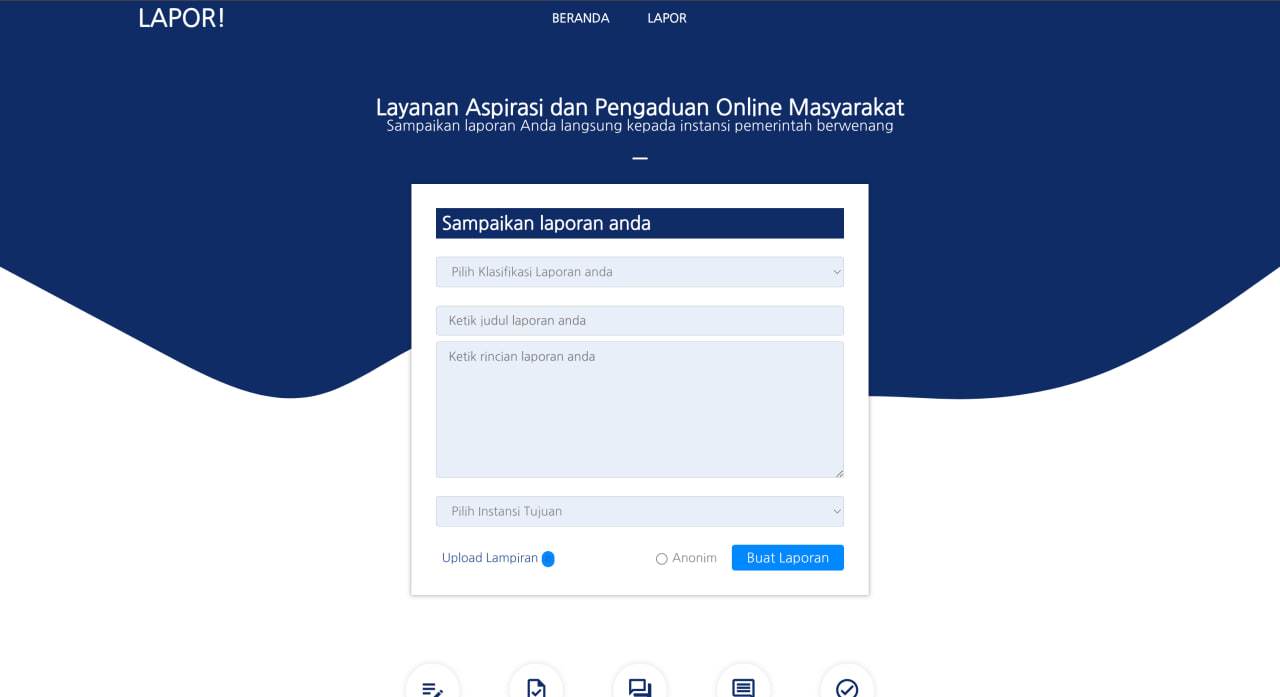 LAPOR!
BERANDA LAPOR
Layanan Aspirasi dan Pengaduan Online Masyarakat
Sampaikan laporan Anda langsung kepada instansi pemerintah berwenang
Sampaikan laporan anda
Pilih Klasifikasi Laporan anda
Ketik judul laporan anda
Ketik rincian laporan anda
Pilih Instansi Tujuan
Upload Lampiran Anonim Buat Laporan